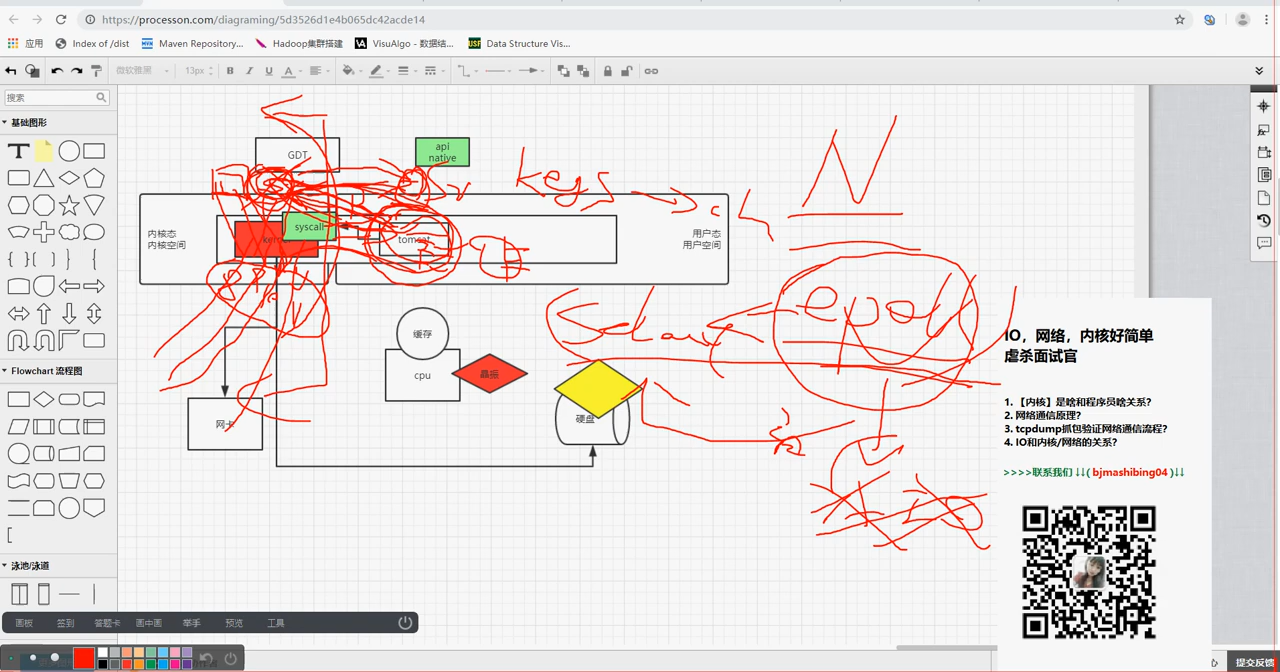 https://processon.com/diagraming/5d3526d1e4b065dc42acde14
应用
Index of /dist
Maven Repository...
Hadoop集群搭建
VisuAlgo - 数据结...
Data Structure Vis...
微软雅黑
13px
B I U A
搜索
基础图形
T
Flowchart 流程图
泳池/泳道
GDT
api
native
内核态
内核空间
syscall
用户态
用户空间
缓存
cpu
晶振
硬盘
keys
N
epoll
IO，网络，内核好简单
虐杀面试官
1. 【内核】是啥和程序员啥关系？
2. 网络通信原理？
3. tcpdump抓包验证网络通信流程？
4. IO和内核/网络的关系？
>>>>联系我们 ↓↓( bjmashibing04 )↓↓
画板
签到
答题卡
画中画
举手
预览
工具
提交反馈